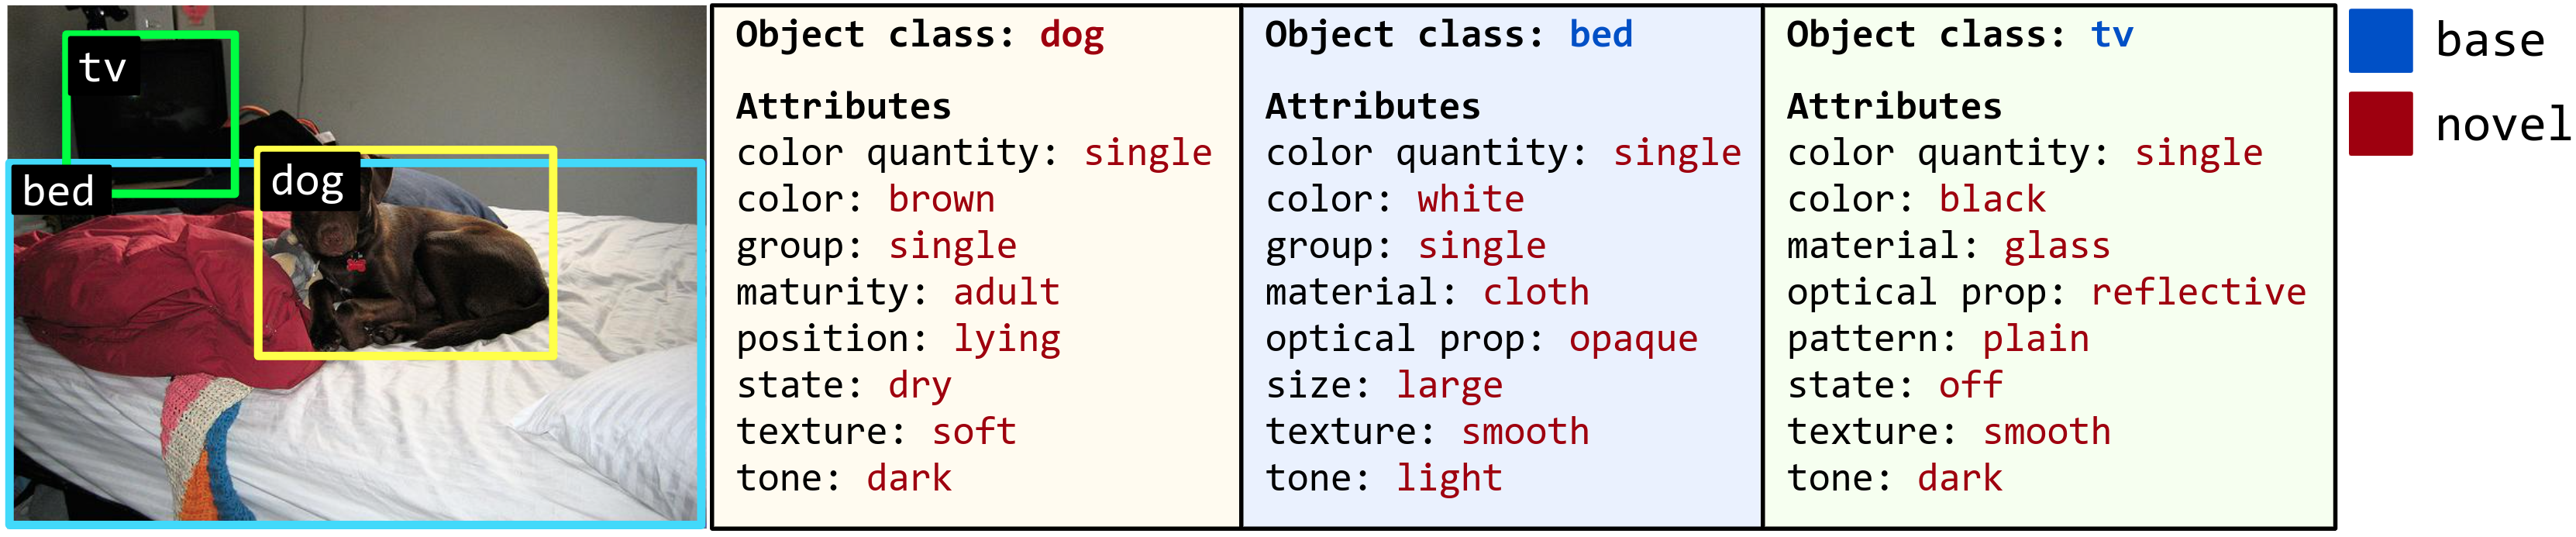 tv
bed
dog
Object class: dog
Attributes
color quantity: single
color: brown
group: single
maturity: adult
position: lying
state: dry
texture: soft
tone: dark
Object class: bed
Attributes
color quantity: single
color: white
group: single
material: cloth
optical prop: opaque
size: large
texture: smooth
tone: light
Object class: tv
Attributes
color quantity: single
color: black
material: glass
optical prop: reflective
pattern: plain
state: off
texture: smooth
tone: dark
base
novel